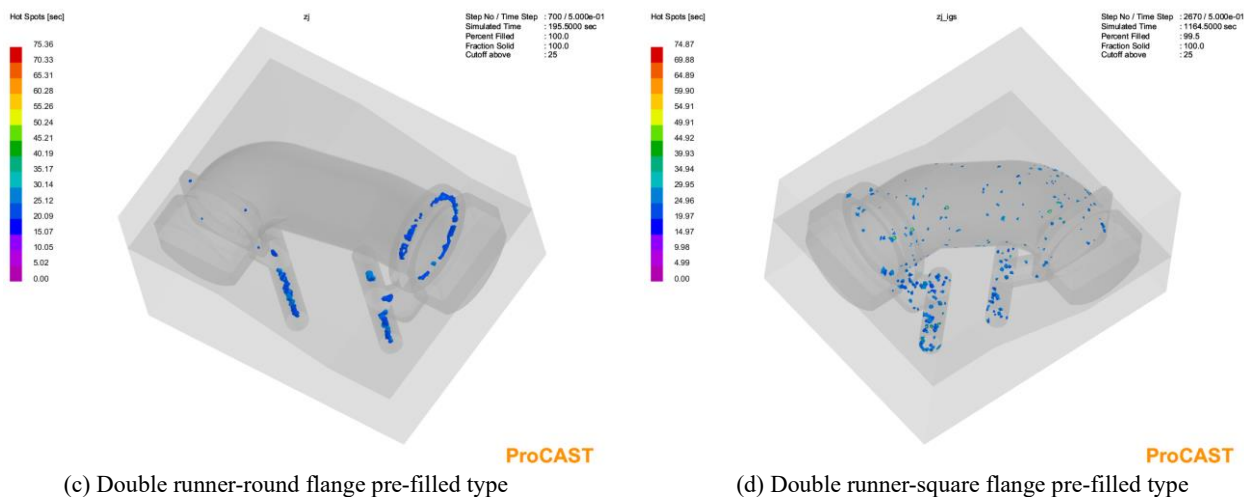 Hot Spots [sec]
75.36
70.33
65.31
60.28
55.26
50.24
45.21
40.19
35.17
30.14
25.12
20.09
15.07
10.05
5.02
0.00
zj
Step No / Time Step : 700 / 5.000e-01
Simulated Time : 195.5000 sec
Percent Filled : 100.0
Fraction Solid : 100.0
Cutoff above : 25
ProCAST
(c) Double runner-round flange pre-filled type
Hot Spots [sec]
74.87
69.88
64.89
59.90
54.91
49.91
44.92
39.93
34.94
29.95
24.96
19.97
14.97
9.98
4.99
0.00
zj_igs
Step No / Time Step : 2670 / 5.000e-01
Simulated Time : 1164.5000 sec
Percent Filled : 99.5
Fraction Solid : 100.0
Cutoff above : 25
ProCAST
(d) Double runner-square flange pre-filled type